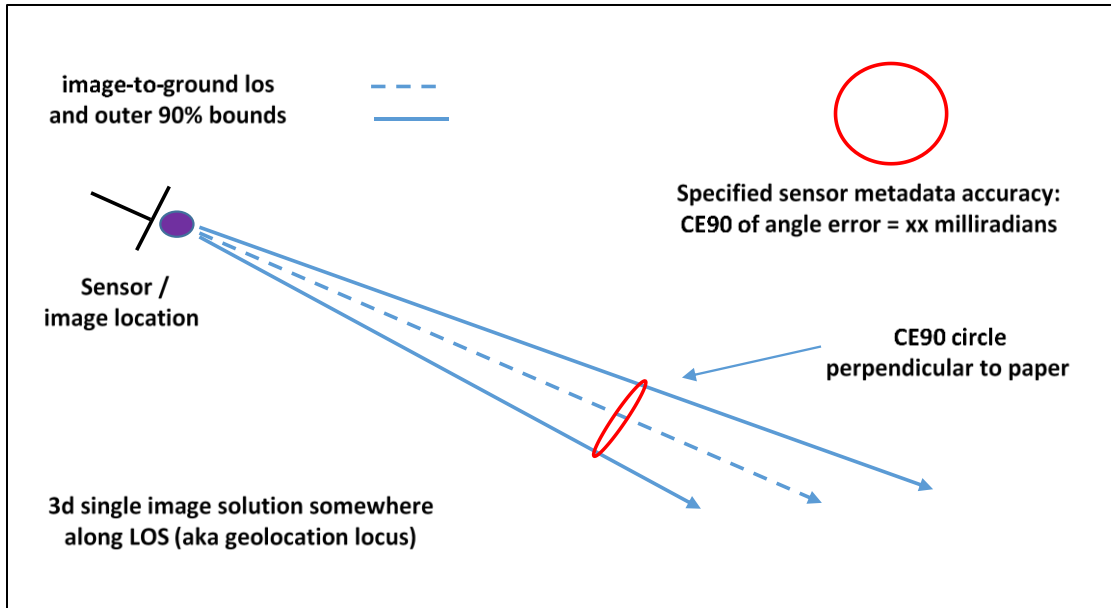 image-to-ground los
and outer 90% bounds
Specified sensor metadata accuracy:
CE90 of angle error = xx milliradians
Sensor /
image location
CE90 circle
perpendicular to paper
3d single image solution somewhere
along LOS (aka geolocation locus)